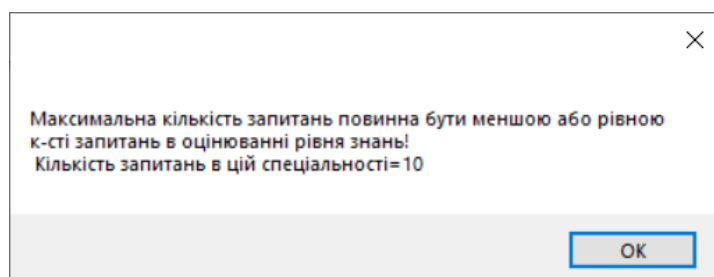 Максимальна кількість запитань повинна бути меншою або рівною
к-сті запитань в оцінюванні рівня знань!
Кількість запитань в цій спеціальності=10
OK